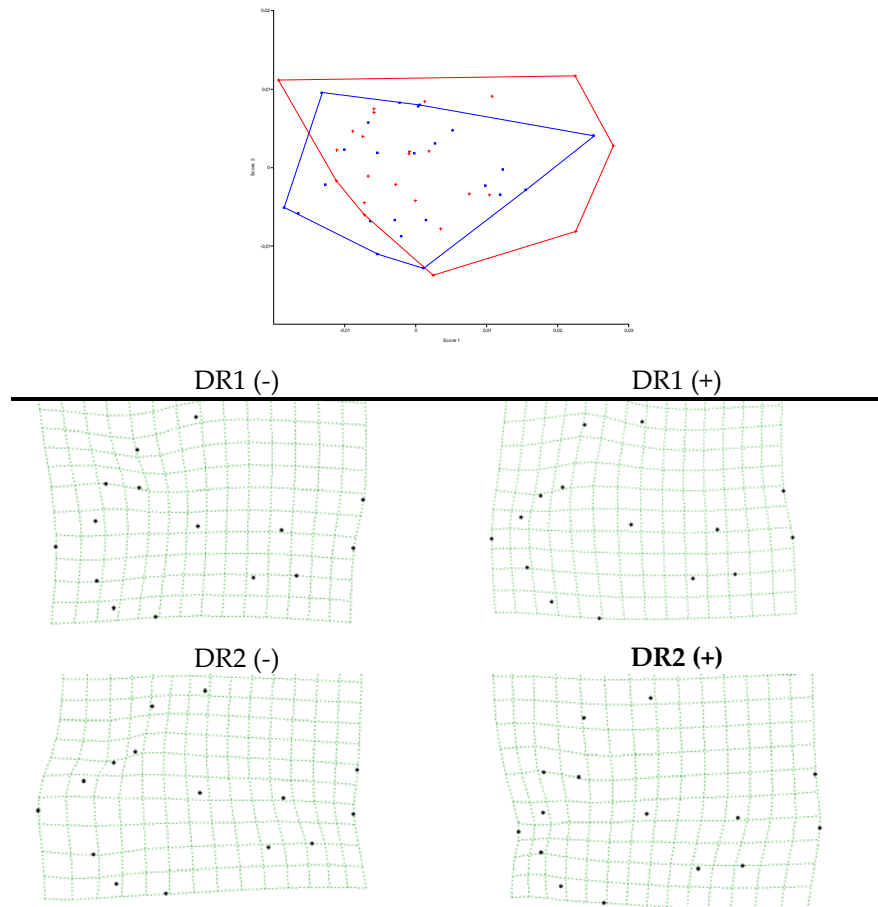 0,02
0,01
0
-0,01
Score 2
-0,01 0 0,01 0,02 0,03
Score 1
DR1 (-) DR1 (+)
DR2 (-) DR2 (+)